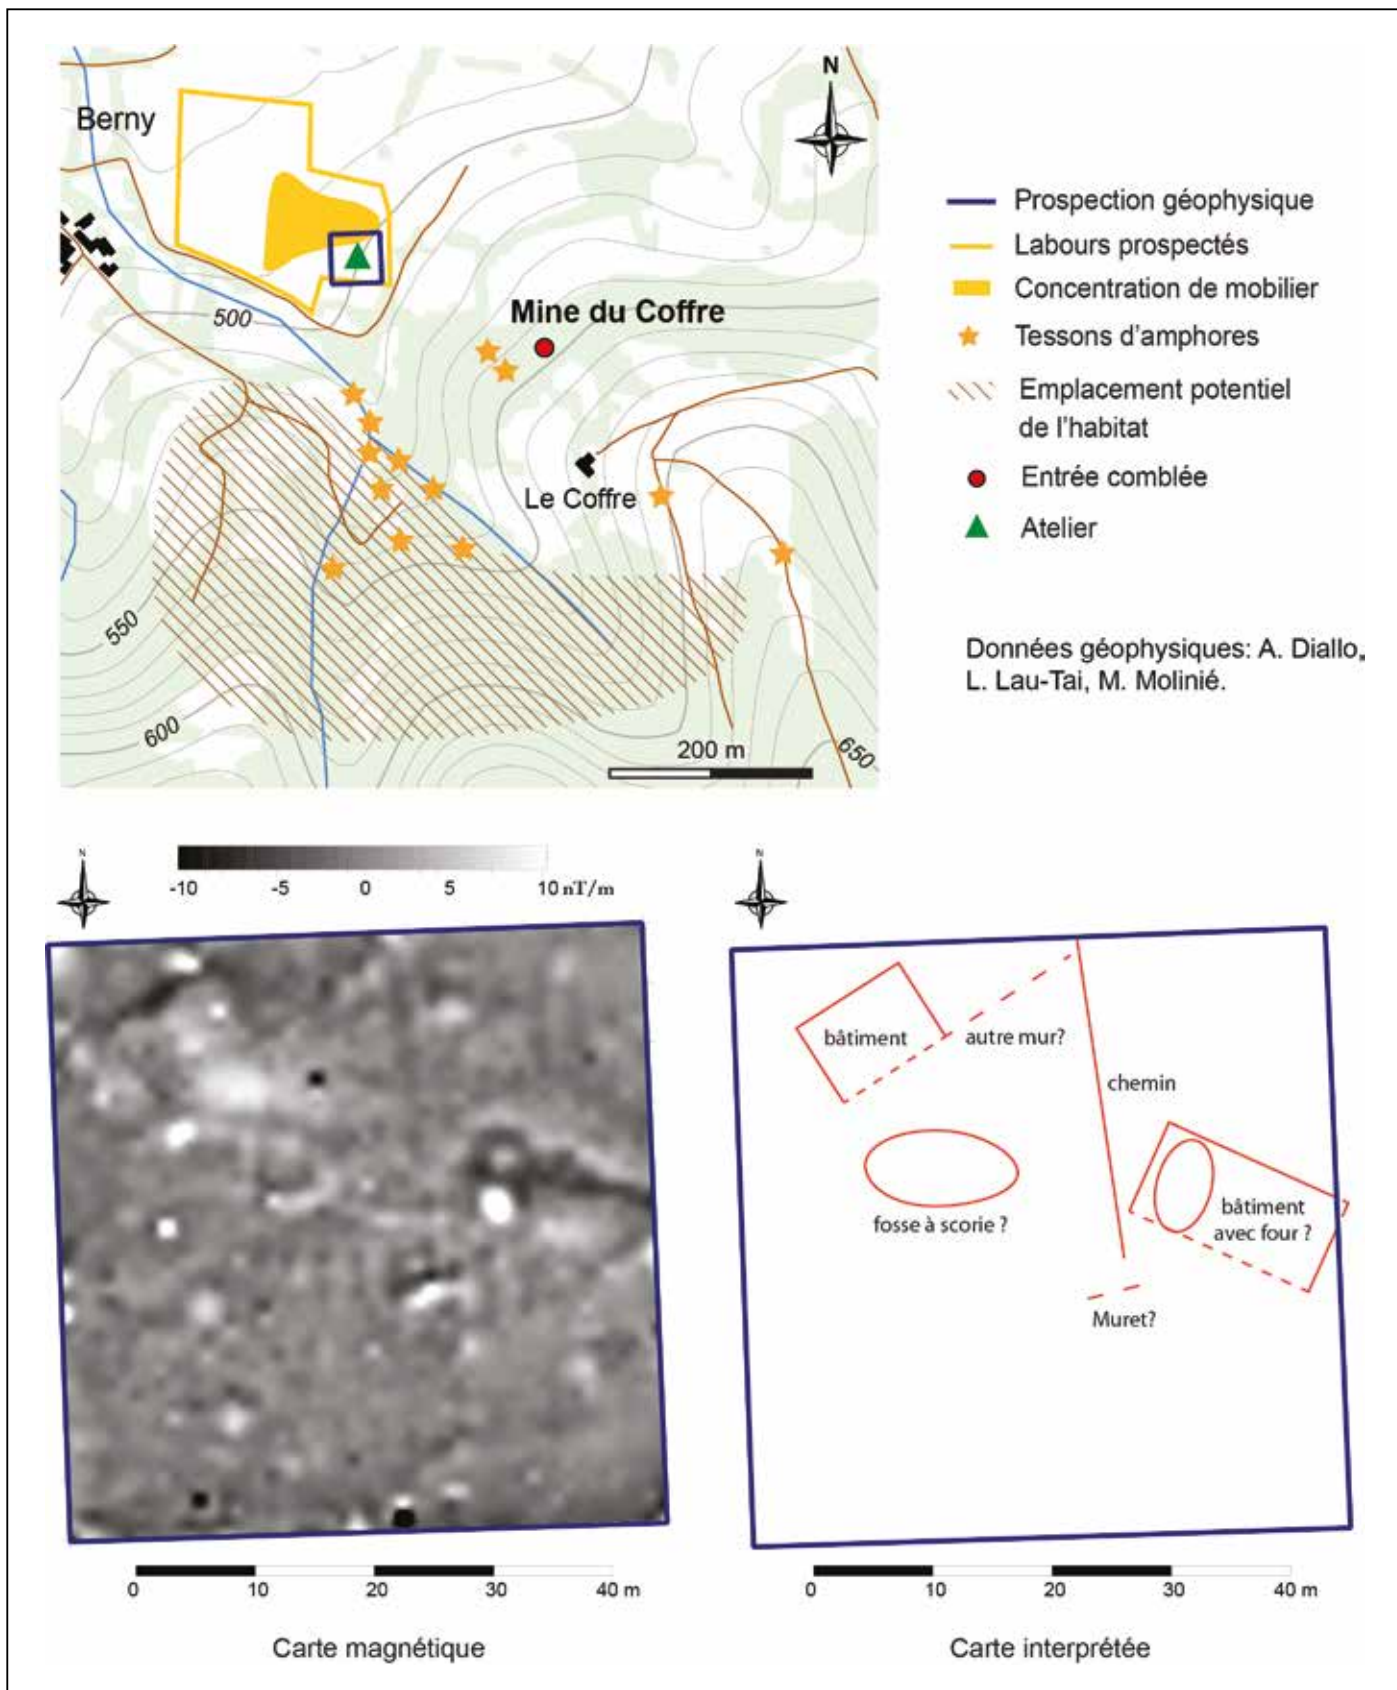 N
Berny
500
Mine du Coffre
Le Coffre
550
600
650
200 m
Prospection géophysique
Labours prospectés
Concentration de mobilier
Tessons d'amphores
Emplacement potentiel
de l'habitat
Entrée comblée
Atelier
Données géophysiques: A. Diallo,
L. Lau-Tai, M. Molinié.
N
-10 -5 0 5 10 nT/m
0 10 20 30 40 m
Carte magnétique
N
bâtiment
autre mur?
chemin
fosse à scorie ?
bâtiment
avec four ?
Muret?
0 10 20 30 40 m
Carte interprétée